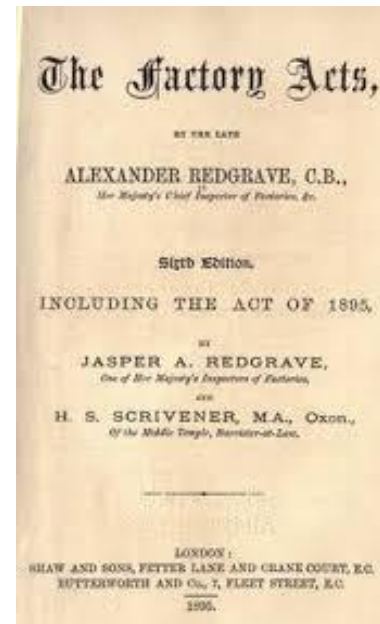 The Factory Acts,
BY THE LATE
ALEXANDER REDGRAVE, C.B.,
Her Majesty's Chief Inspector of Factories, &c.
Sixth Edition.
INCLUDING THE ACT OF 1895,
BY
JASPER A. REDGRAVE,
One of Her Majesty's Inspectors of Factories,
AND
H. S. SCRIVENER, M.A., Oxon.,
Of the Middle Temple, Barrister-at-Law.
LONDON:
SHAW AND SONS, FETTER LANE AND CRANE COURT, E.C.
BUTTERWORTH AND Co., 7, FLEET STREET, E.C.